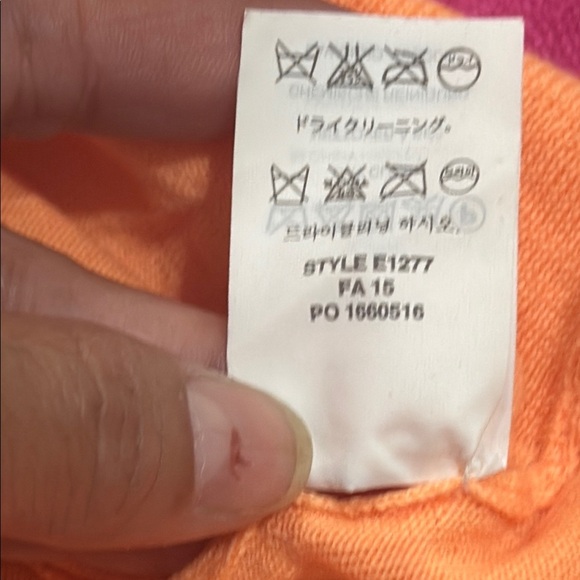 ドライクリーニング。
드라이클리닝 하시오.
STYLE E1277
FA 15
PO 1660516